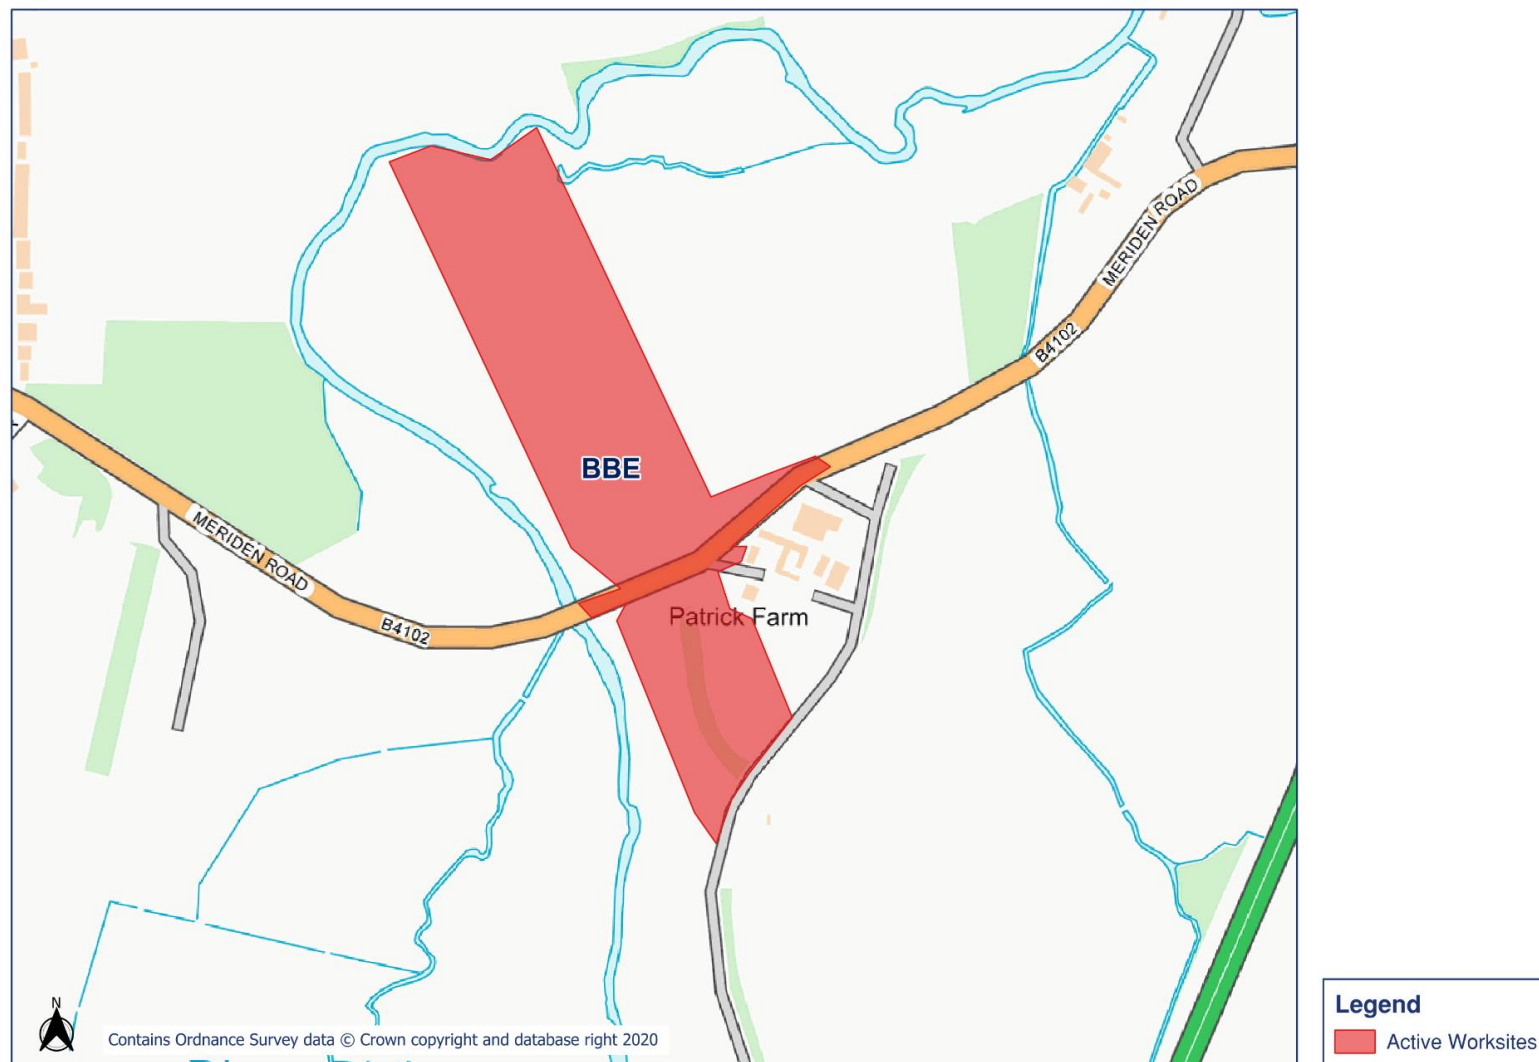 MERIDEN ROAD
B4102
BBE
MERIDEN ROAD
B4102
Patrick Farm
N
Contains Ordnance Survey data © Crown copyright and database right 2020
Legend
Active Worksites